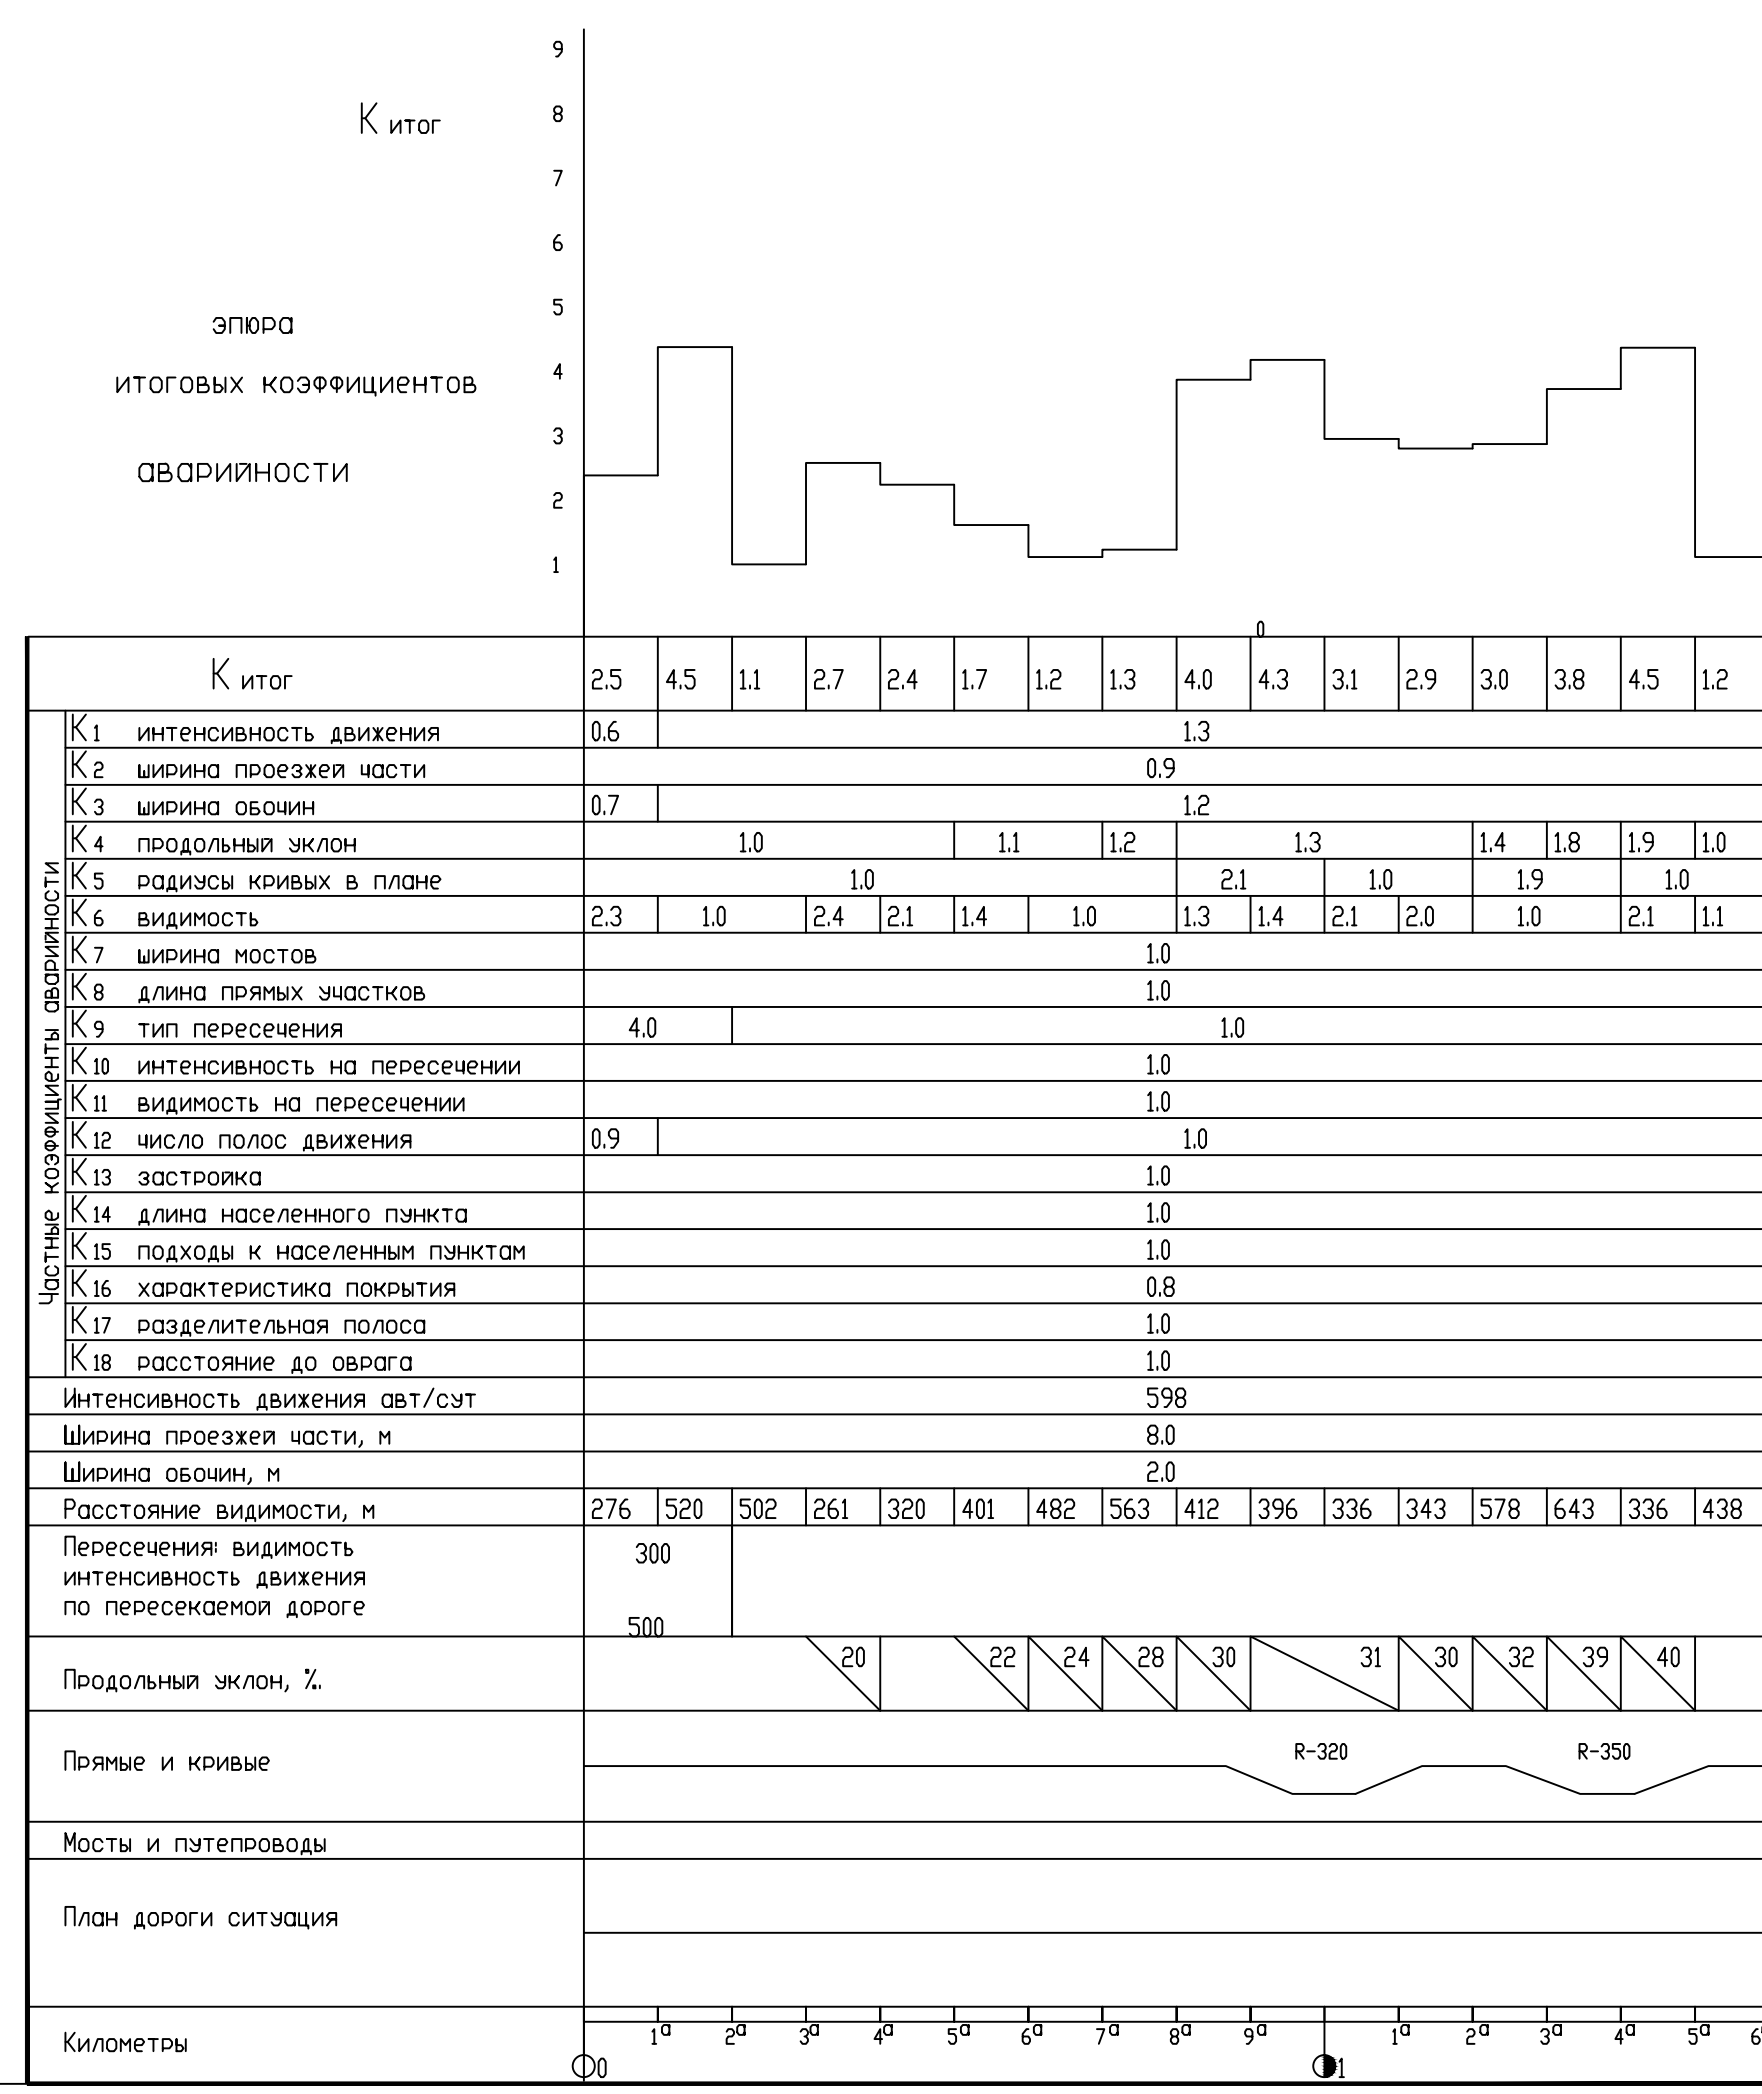 9
К итог
8
7
6
5
эпюра
4
итоговых коэффициентов
3
аварийности
2
1
0
К итог 2.5 4.5 1.1 2.7 2.4 1.7 1.2 1.3 4.0 4.3 3.1 2.9 3.0 3.8 4.5 1.2
Частные коэффициенты аварийности
К1 интенсивность движения 0.6 1.3
К2 ширина проезжей части 0.9
К3 ширина обочин 0.7 1.2
К4 продольный уклон 1.0 1.1 1.2 1.3 1.4 1.8 1.9 1.0
К5 радиусы кривых в плане 1.0 2.1 1.0 1.9 1.0
К6 видимость 2.3 1.0 2.4 2.1 1.4 1.0 1.3 1.4 2.1 2.0 1.0 2.1 1.1
К7 ширина мостов 1.0
К8 длина прямых участков 1.0
К9 тип пересечения 4.0 1.0
К10 интенсивность на пересечении 1.0
К11 видимость на пересечении 1.0
К12 число полос движения 0.9 1.0
К13 застройка 1.0
К14 длина населенного пункта 1.0
К15 подходы к населенным пунктам 1.0
К16 характеристика покрытия 0.8
К17 разделительная полоса 1.0
К18 расстояние до оврага 1.0
Интенсивность движения авт/сут 598
Ширина проезжей части, м 8.0
Ширина обочин, м 2.0
Расстояние видимости, м 276 520 502 261 320 401 482 563 412 396 336 343 578 643 336 438
Пересечения: видимость 300
интенсивность движения
по пересекаемой дороге 500
Продольный уклон, ‰ 20 22 24 28 30 31 30 32 39 40
R-320 R-350
Прямые и кривые
Мосты и путепроводы
План дороги ситуация
Километры 1а 2а 3а 4а 5а 6а 7а 8а 9а 1а 2а 3а 4а 5а 6
0 1